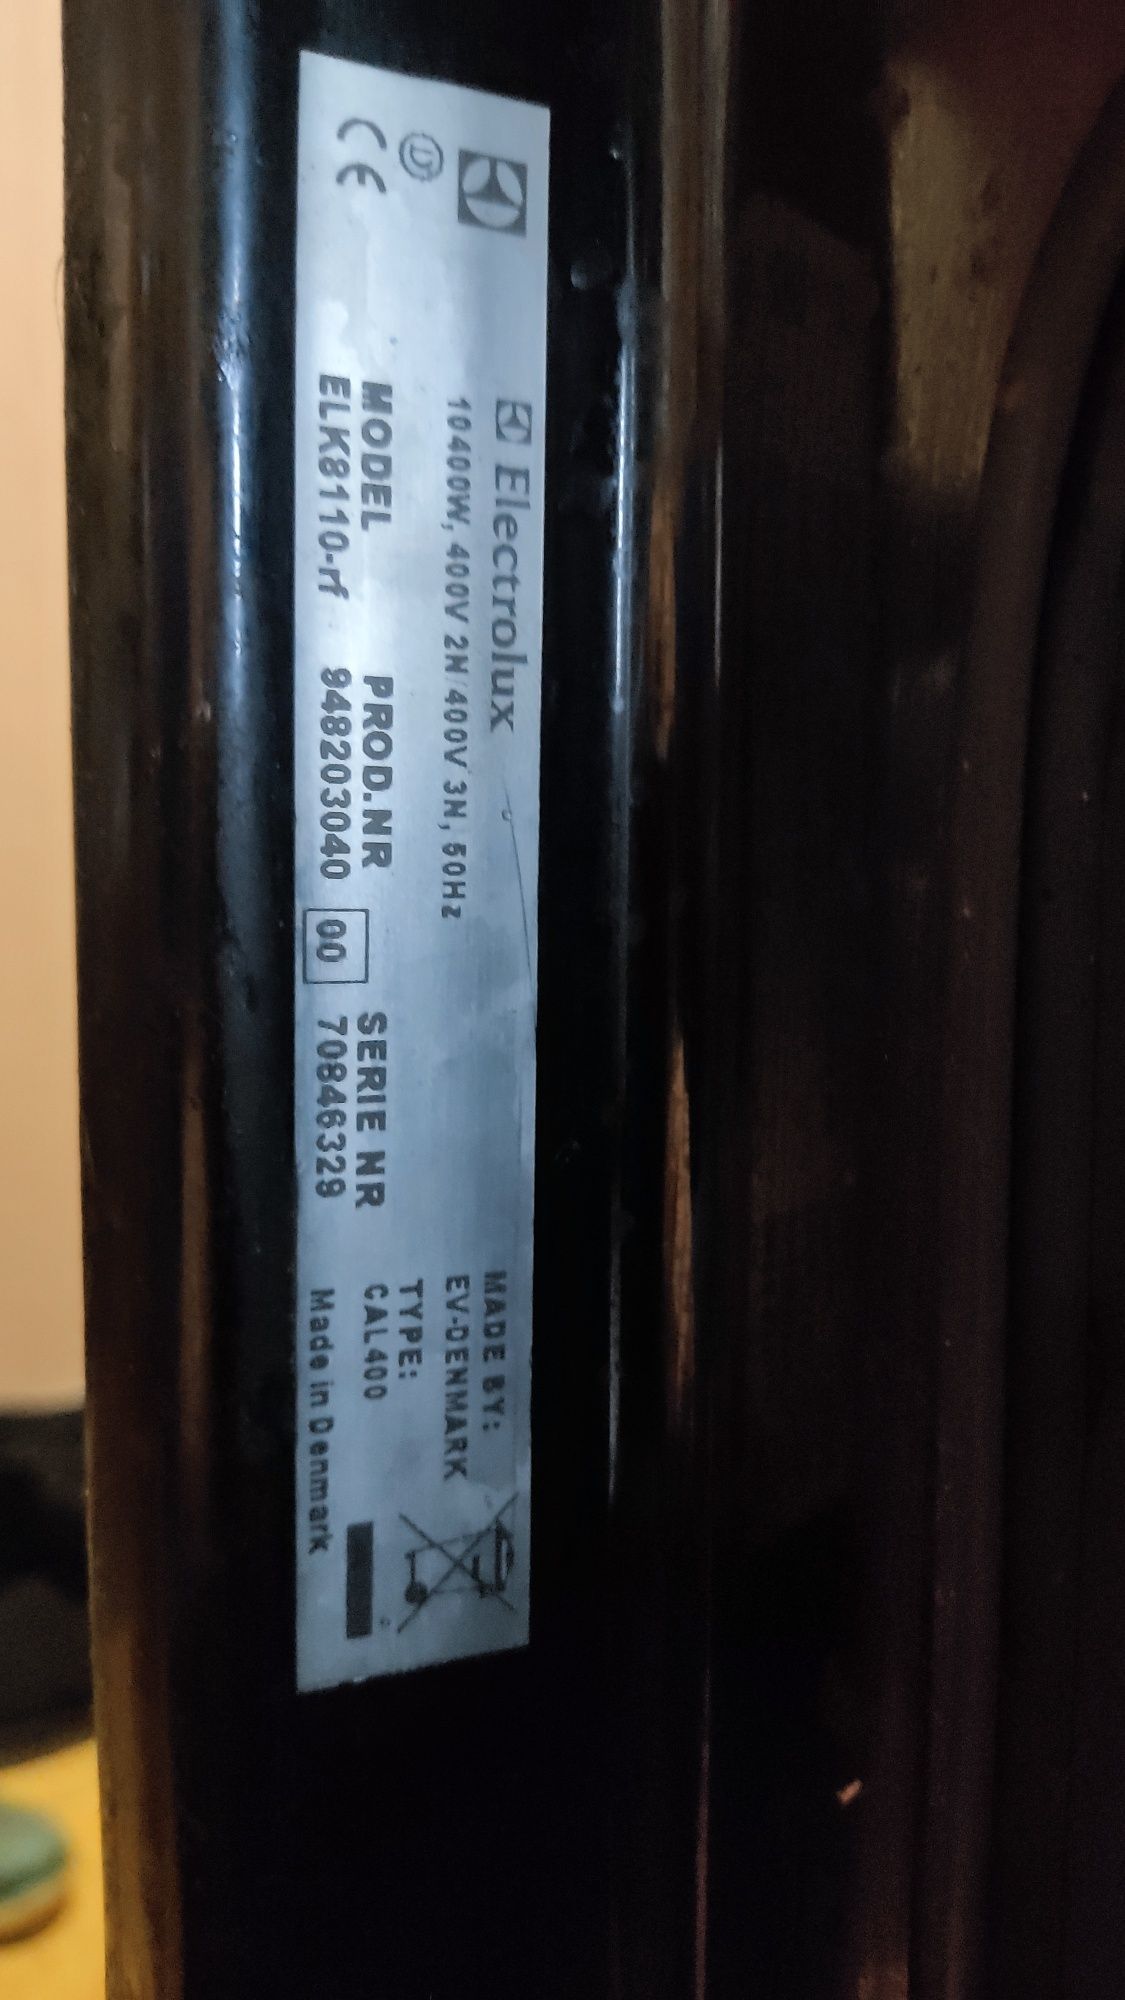 Electrolux
10400W, 400V 2N/400V 3N, 50Hz
D
CE
MODEL PROD.NR SERIE NR
ELK8110-rf 948203040 00 70846329
MADE BY:
EV-DENMARK
TYPE:
CAL400
Made in Denmark